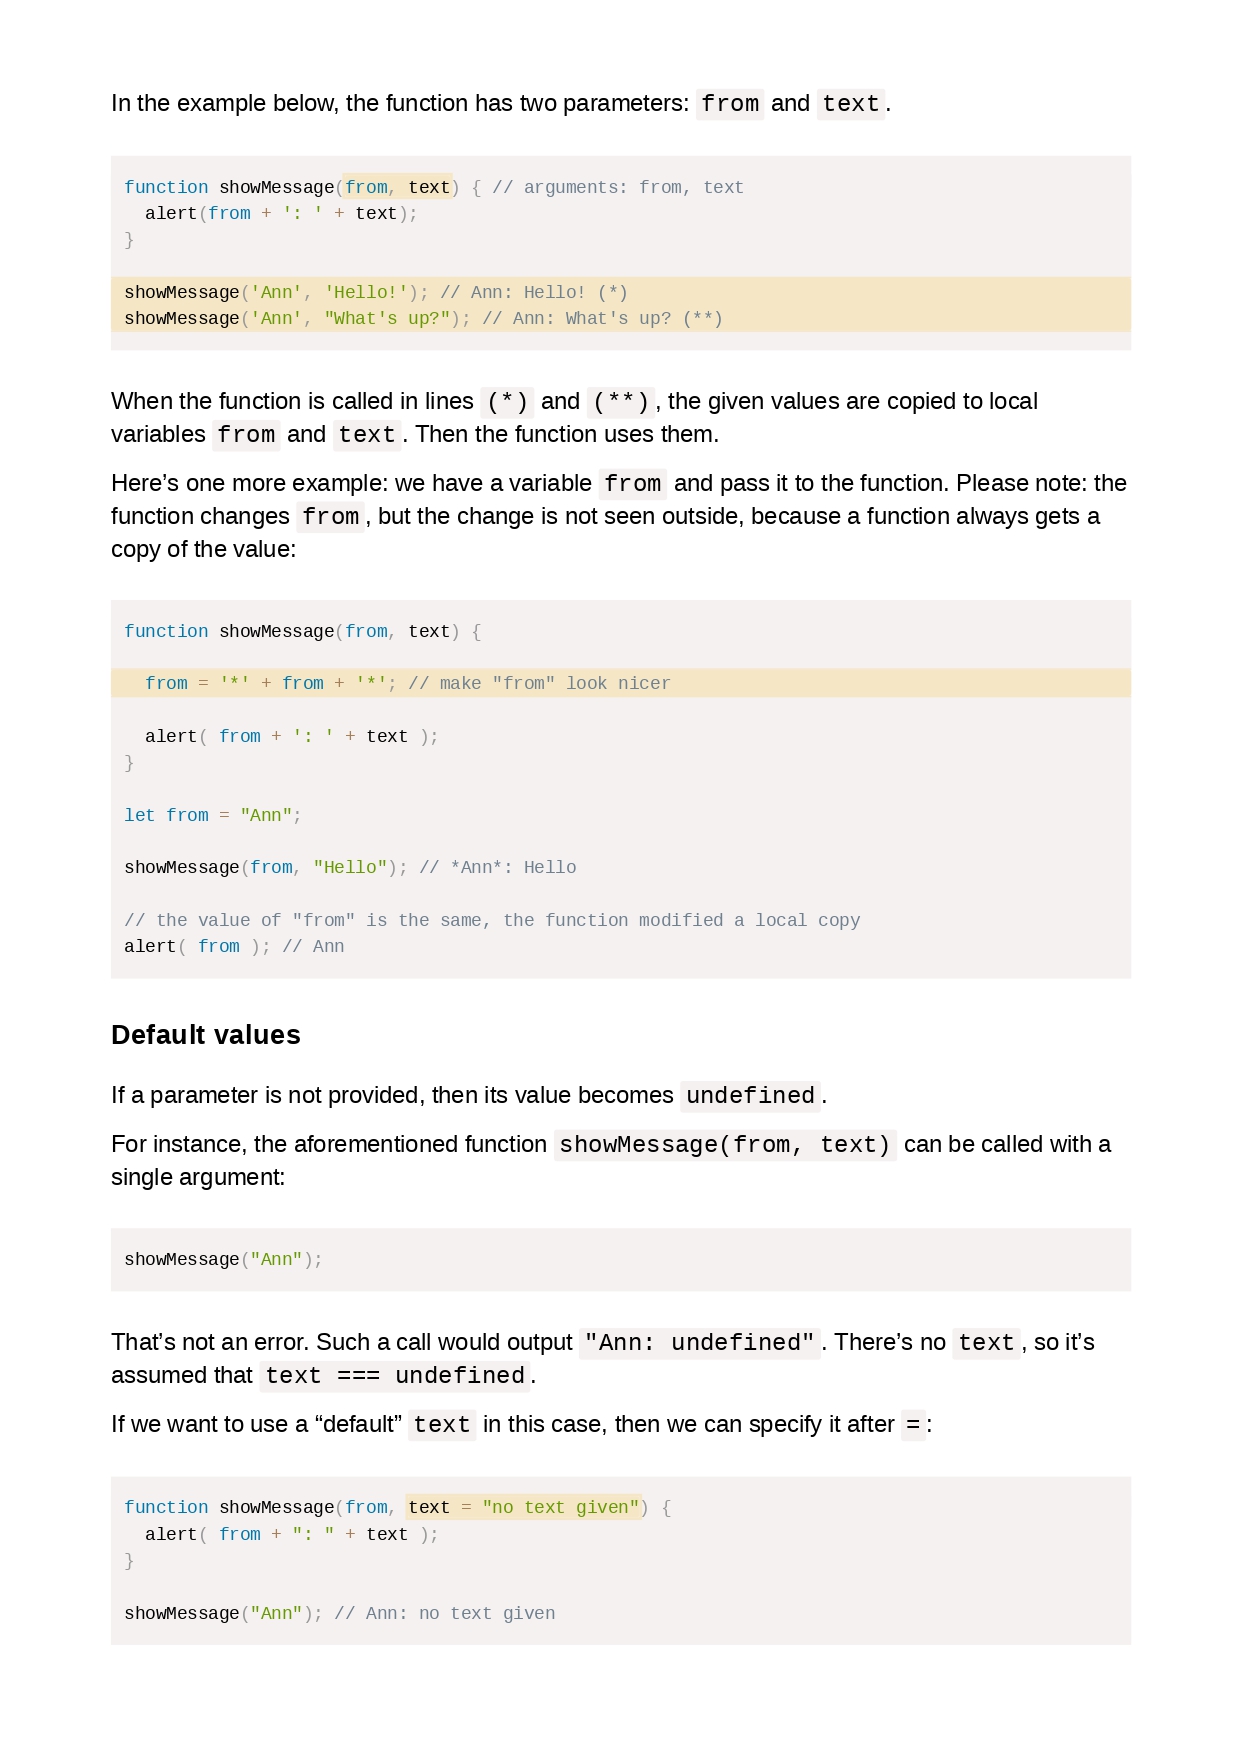 In the example below, the function has two parameters: from and text.
function showMessage(from, text) { // arguments: from, text
  alert(from + ': ' + text);
}
showMessage('Ann', 'Hello!'); // Ann: Hello! (*)
showMessage('Ann', "What's up?"); // Ann: What's up? (**)
When the function is called in lines (*) and (**), the given values are copied to local
variables from and text. Then the function uses them.
Here’s one more example: we have a variable from and pass it to the function. Please note: the
function changes from, but the change is not seen outside, because a function always gets a
copy of the value:
function showMessage(from, text) {
  from = '*' + from + '*'; // make "from" look nicer
  alert( from + ': ' + text );
}
let from = "Ann";
showMessage(from, "Hello"); // *Ann*: Hello
// the value of "from" is the same, the function modified a local copy
alert( from ); // Ann
Default values
If a parameter is not provided, then its value becomes undefined.
For instance, the aforementioned function showMessage(from, text) can be called with a
single argument:
showMessage("Ann");
That’s not an error. Such a call would output "Ann: undefined". There’s no text, so it’s
assumed that text === undefined.
If we want to use a “default” text in this case, then we can specify it after =:
function showMessage(from, text = "no text given") {
  alert( from + ": " + text );
}
showMessage("Ann"); // Ann: no text given